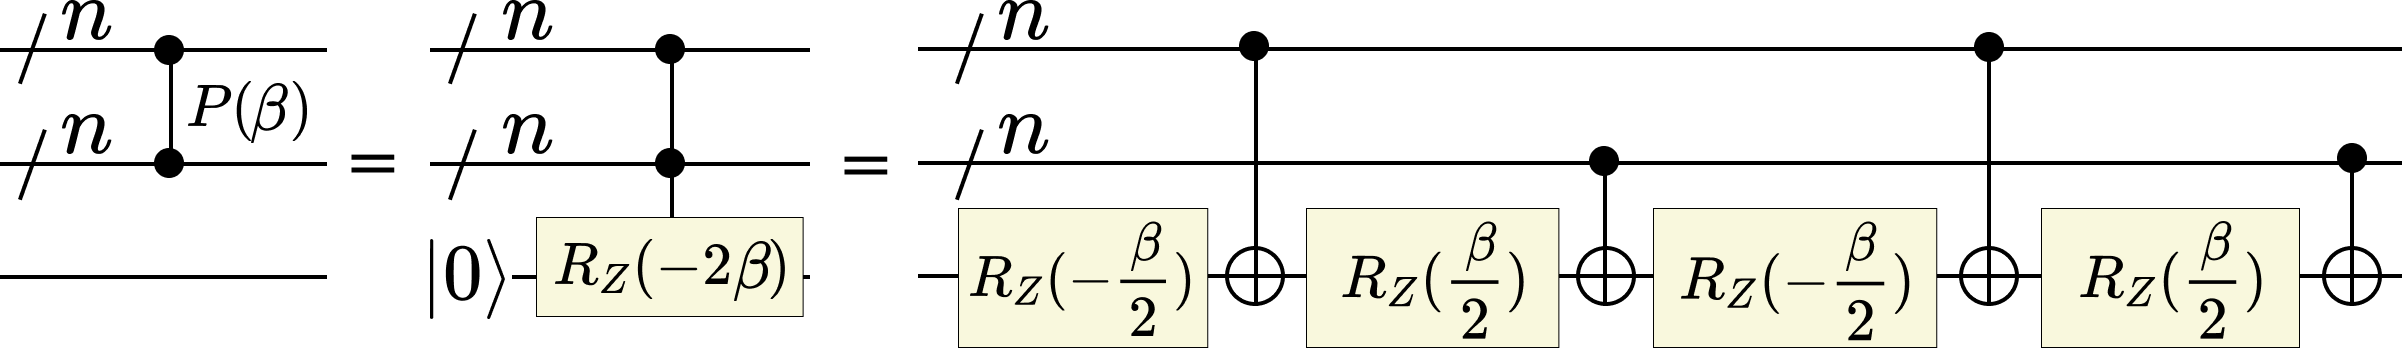 n n n
P(β)
n n n
= =
|0⟩ R_Z(−2β) R_Z(−β/2) R_Z(β/2) R_Z(−β/2) R_Z(β/2)